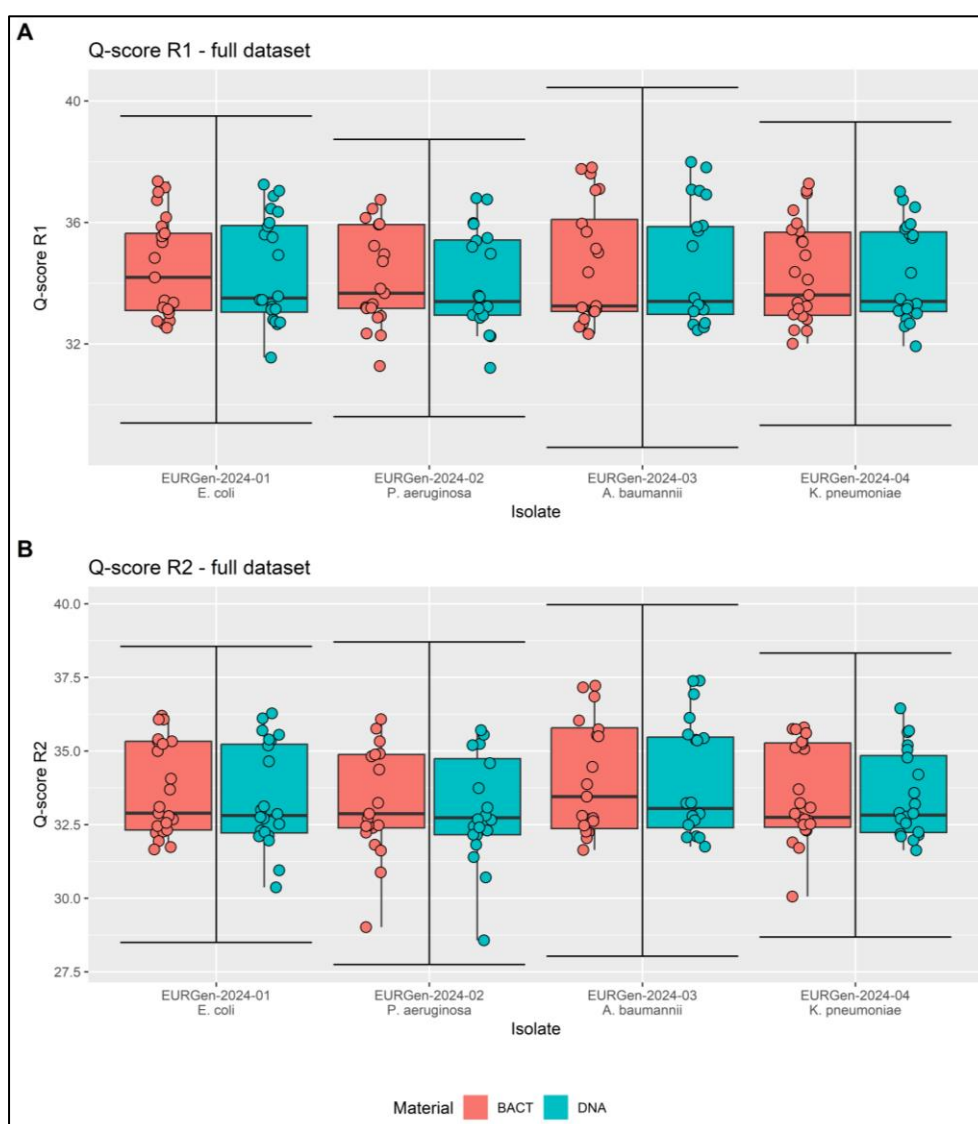 A
Q-score R1 - full dataset
40
36
32
Q-score R1
EURGen-2024-01
E. coli
EURGen-2024-02
P. aeruginosa
EURGen-2024-03
A. baumannii
EURGen-2024-04
K. pneumoniae
Isolate
B
Q-score R2 - full dataset
40.0
37.5
35.0
32.5
30.0
27.5
Q-score R2
EURGen-2024-01
E. coli
EURGen-2024-02
P. aeruginosa
EURGen-2024-03
A. baumannii
EURGen-2024-04
K. pneumoniae
Isolate
Material BACT DNA